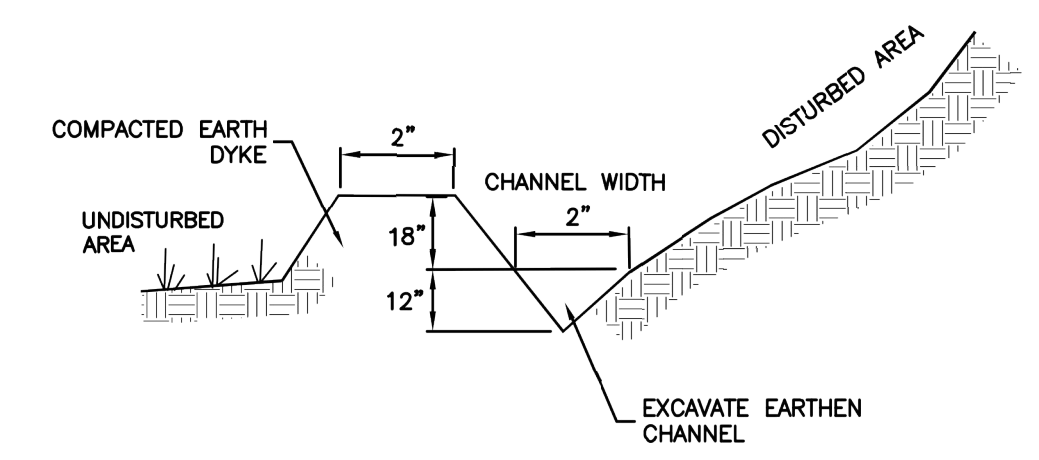 DISTURBED AREA
COMPACTED EARTH
DYKE
2”
CHANNEL WIDTH
UNDISTURBED
AREA
18”
2”
12”
EXCAVATE EARTHEN
CHANNEL